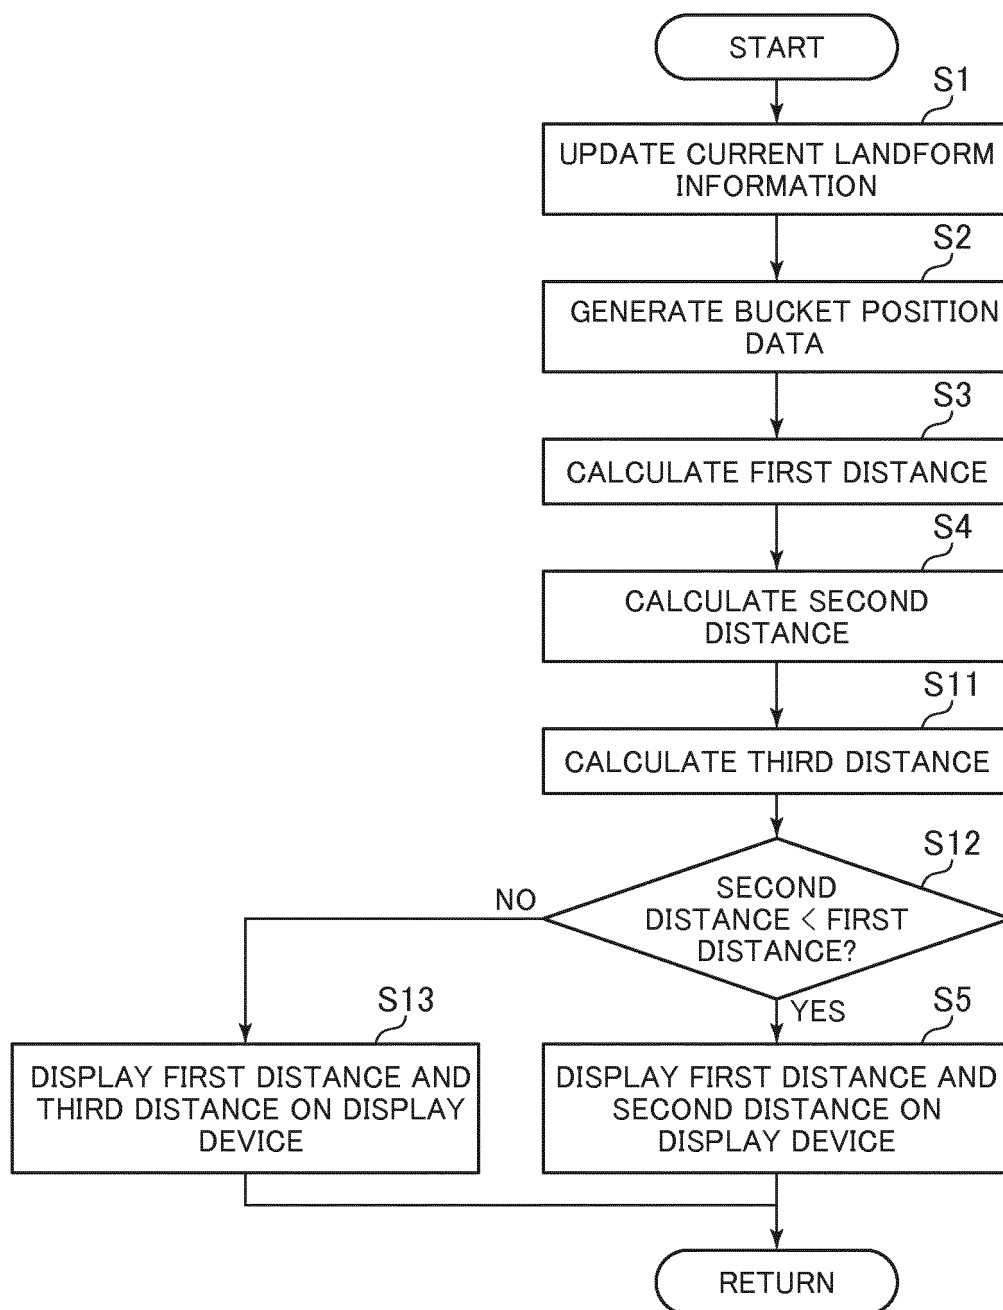 START
S1
UPDATE CURRENT LANDFORM
INFORMATION
S2
GENERATE BUCKET POSITION
DATA
S3
CALCULATE FIRST DISTANCE
S4
CALCULATE SECOND
DISTANCE
S11
CALCULATE THIRD DISTANCE
S12
SECOND
DISTANCE < FIRST
DISTANCE?
NO
YES
S13
DISPLAY FIRST DISTANCE AND
THIRD DISTANCE ON DISPLAY
DEVICE
S5
DISPLAY FIRST DISTANCE AND
SECOND DISTANCE ON
DISPLAY DEVICE
RETURN